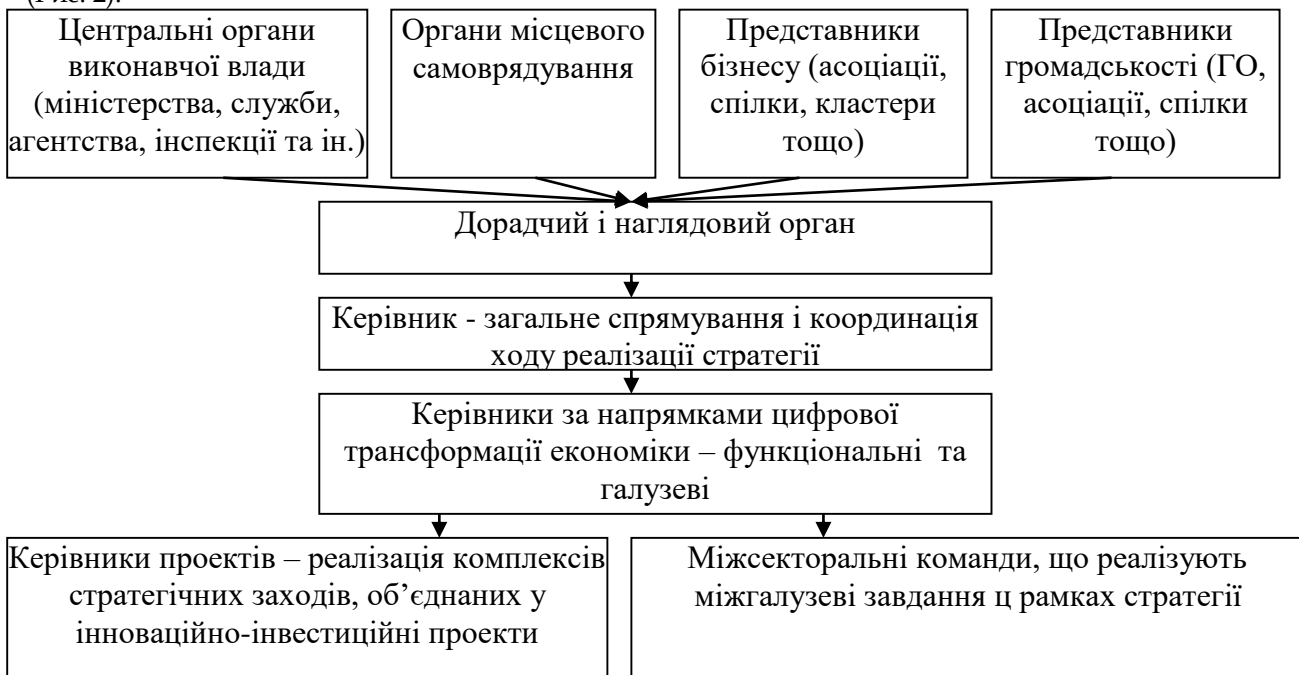 (Рис. 2).
Центральні органи
виконавчої влади
(міністерства, служби,
агентства, інспекції та ін.)
Органи місцевого
самоврядування
Представники
бізнесу (асоціації,
спілки, кластери
тощо)
Представники
громадськості (ГО,
асоціації, спілки
тощо)
Дорадчий і наглядовий орган
Керівник - загальне спрямування і координація
ходу реалізації стратегії
Керівники за напрямками цифрової
трансформації економіки – функціональні та
галузеві
Керівники проектів – реалізація комплексів
стратегічних заходів, об’єднаних у
інноваційно-інвестиційні проекти
Міжсекторальні команди, що реалізують
міжгалузеві завдання ц рамках стратегії